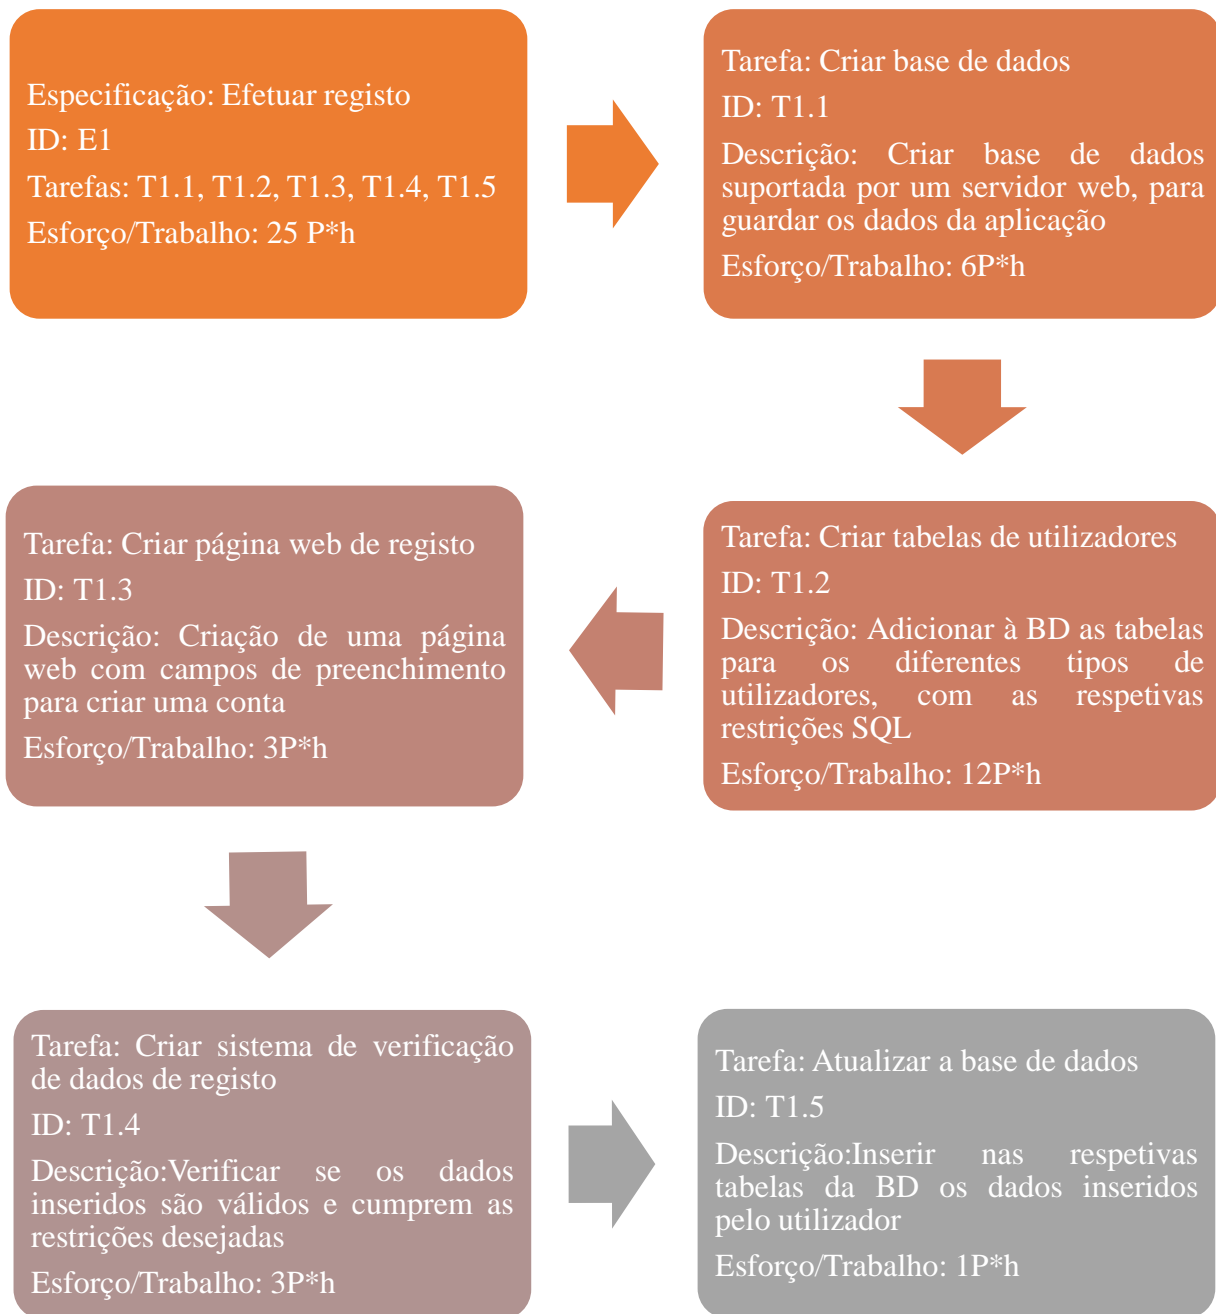 Especificação: Efetuar registo
ID: E1
Tarefas: T1.1, T1.2, T1.3, T1.4, T1.5
Esforço/Trabalho: 25 P*h
Tarefa: Criar base de dados
ID: T1.1
Descrição: Criar base de dados
suportada por um servidor web, para
guardar os dados da aplicação
Esforço/Trabalho: 6P*h
Tarefa: Criar tabelas de utilizadores
ID: T1.2
Descrição: Adicionar à BD as tabelas
para os diferentes tipos de
utilizadores, com as respetivas
restrições SQL
Esforço/Trabalho: 12P*h
Tarefa: Criar página web de registo
ID: T1.3
Descrição: Criação de uma página
web com campos de preenchimento
para criar uma conta
Esforço/Trabalho: 3P*h
Tarefa: Criar sistema de verificação
de dados de registo
ID: T1.4
Descrição:Verificar se os dados
inseridos são válidos e cumprem as
restrições desejadas
Esforço/Trabalho: 3P*h
Tarefa: Atualizar a base de dados
ID: T1.5
Descrição:Inserir nas respetivas
tabelas da BD os dados inseridos
pelo utilizador
Esforço/Trabalho: 1P*h